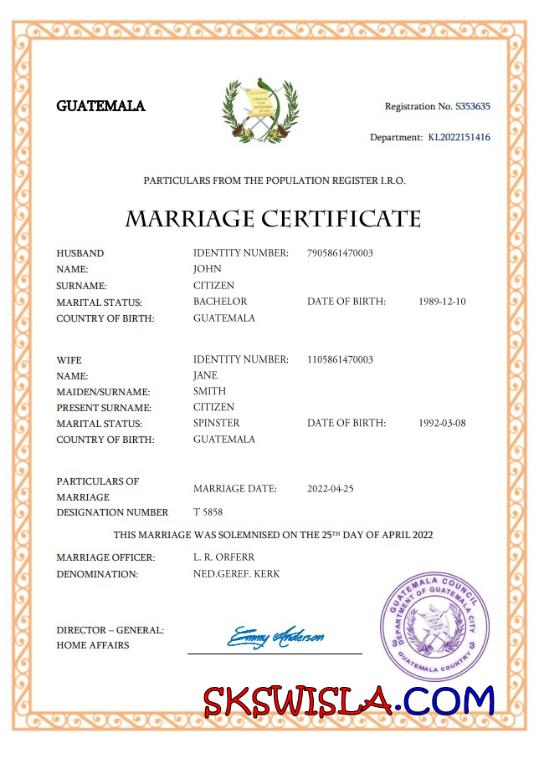 GUATEMALA
Registration No. S353635
Department: KL2022151416
PARTICULARS FROM THE POPULATION REGISTER I.R.O.
MARRIAGE CERTIFICATE
HUSBAND IDENTITY NUMBER: 7905861470003
NAME: JOHN
SURNAME: CITIZEN
MARITAL STATUS: BACHELOR DATE OF BIRTH: 1989-12-10
COUNTRY OF BIRTH: GUATEMALA
WIFE IDENTITY NUMBER: 1105861470003
NAME: JANE
MAIDEN/SURNAME: SMITH
PRESENT SURNAME: CITIZEN
MARITAL STATUS: SPINSTER DATE OF BIRTH: 1992-03-08
COUNTRY OF BIRTH: GUATEMALA
PARTICULARS OF
MARRIAGE MARRIAGE DATE: 2022-04-25
DESIGNATION NUMBER T 5858
THIS MARRIAGE WAS SOLEMNISED ON THE 25TH DAY OF APRIL 2022
MARRIAGE OFFICER: L. R. ORFERR
DENOMINATION: NED.GEREF. KERK
GUATEMALA COUNCIL
DEPARTMENT OF GUATEMALA CITY
3 3
GUATEMALA COUNTRY
DIRECTOR – GENERAL: Emmy Anderson
HOME AFFAIRS
SKSWISLA.COM